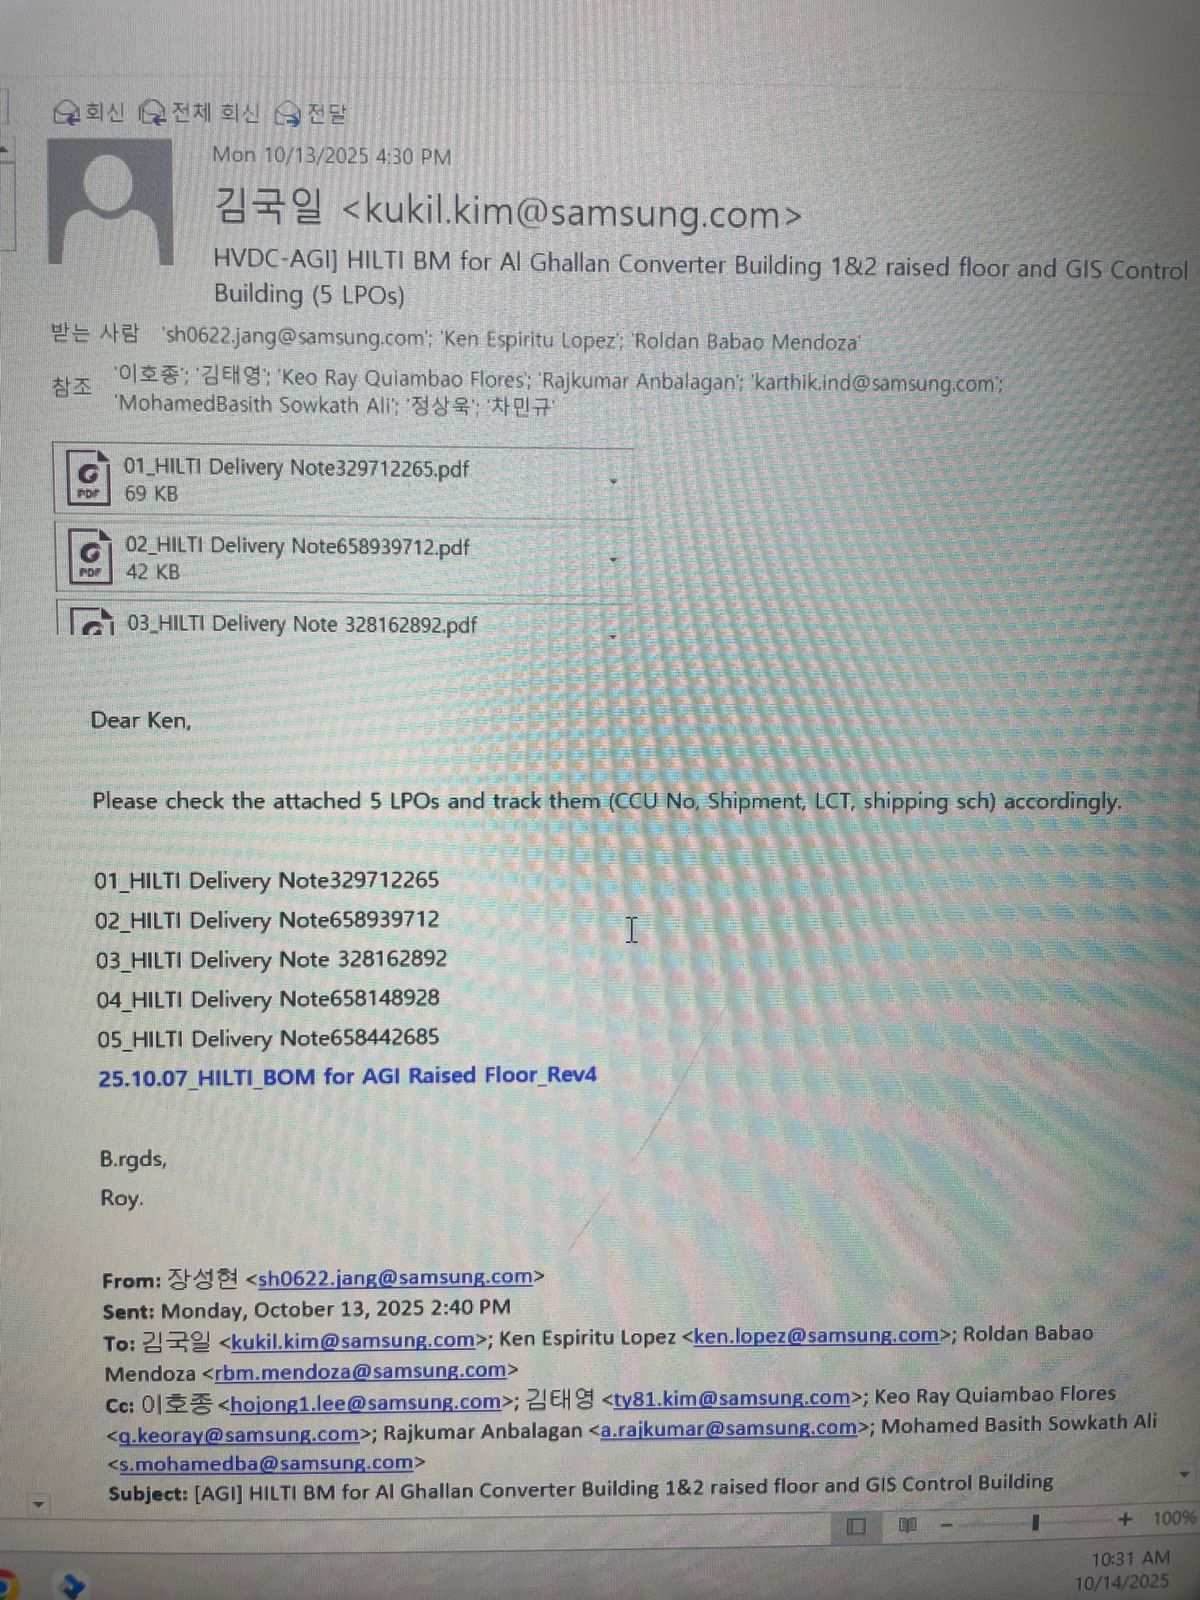 회신 전체 회신 전달
Mon 10/13/2025 4:30 PM
김국일 <kukil.kim@samsung.com>
HVDC-AGI] HILTI BM for Al Ghallan Converter Building 1&2 raised floor and GIS Control
Building (5 LPOs)
받는 사람 'sh0622.jang@samsung.com'; 'Ken Espiritu Lopez'; 'Roldan Babao Mendoza'
참조 '이호종'; '김태영'; 'Keo Ray Quiambao Flores'; 'Rajkumar Anbalagan'; 'karthik.ind@samsung.com';
'MohamedBasith Sowkath Ali'; '정상욱'; '차민규'
01_HILTI Delivery Note329712265.pdf
69 KB
02_HILTI Delivery Note658939712.pdf
42 KB
03_HILTI Delivery Note 328162892.pdf
Dear Ken,
Please check the attached 5 LPOs and track them (CCU No, Shipment, LCT, shipping sch) accordingly.
01_HILTI Delivery Note329712265
02_HILTI Delivery Note658939712
03_HILTI Delivery Note 328162892
04_HILTI Delivery Note658148928
05_HILTI Delivery Note658442685
25.10.07_HILTI_BOM for AGI Raised Floor_Rev4
B.rgds,
Roy.
From: 장성현 <sh0622.jang@samsung.com>
Sent: Monday, October 13, 2025 2:40 PM
To: 김국일 <kukil.kim@samsung.com>; Ken Espiritu Lopez <ken.lopez@samsung.com>; Roldan Babao
Mendoza <rbm.mendoza@samsung.com>
Cc: 이호종 <hojong1.lee@samsung.com>; 김태영 <ty81.kim@samsung.com>; Keo Ray Quiambao Flores
<q.keoray@samsung.com>; Rajkumar Anbalagan <a.rajkumar@samsung.com>; Mohamed Basith Sowkath Ali
<s.mohamedba@samsung.com>
Subject: [AGI] HILTI BM for Al Ghallan Converter Building 1&2 raised floor and GIS Control Building
100%
10:31 AM
10/14/2025